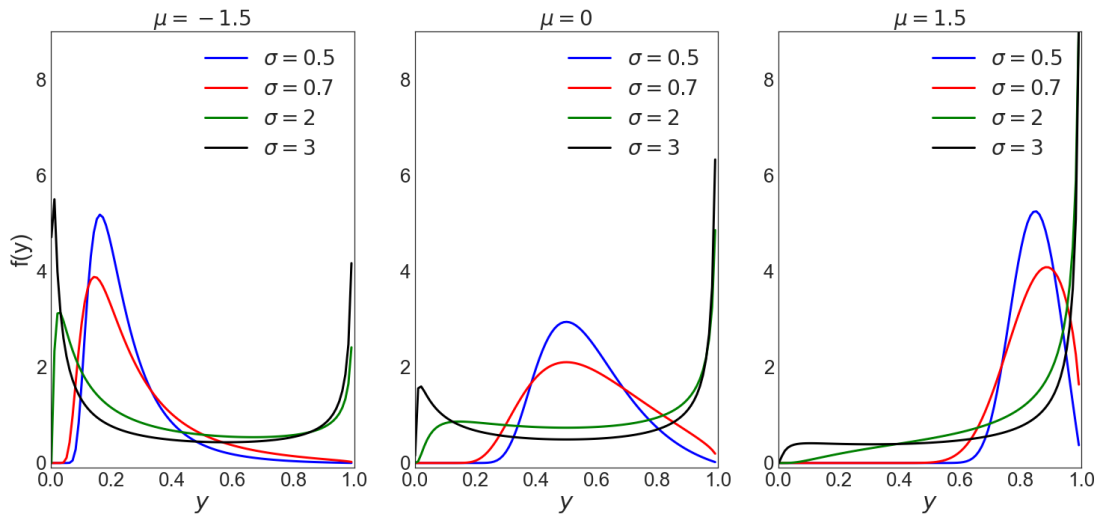 μ = −1.5
σ = 0.5
σ = 0.7
σ = 2
σ = 3
f(y)
8
6
4
2
0
0.0 0.2 0.4 0.6 0.8 1.0
y
μ = 0
σ = 0.5
σ = 0.7
σ = 2
σ = 3
8
6
4
2
0
0.0 0.2 0.4 0.6 0.8 1.0
y
μ = 1.5
σ = 0.5
σ = 0.7
σ = 2
σ = 3
8
6
4
2
0
0.0 0.2 0.4 0.6 0.8 1.0
y